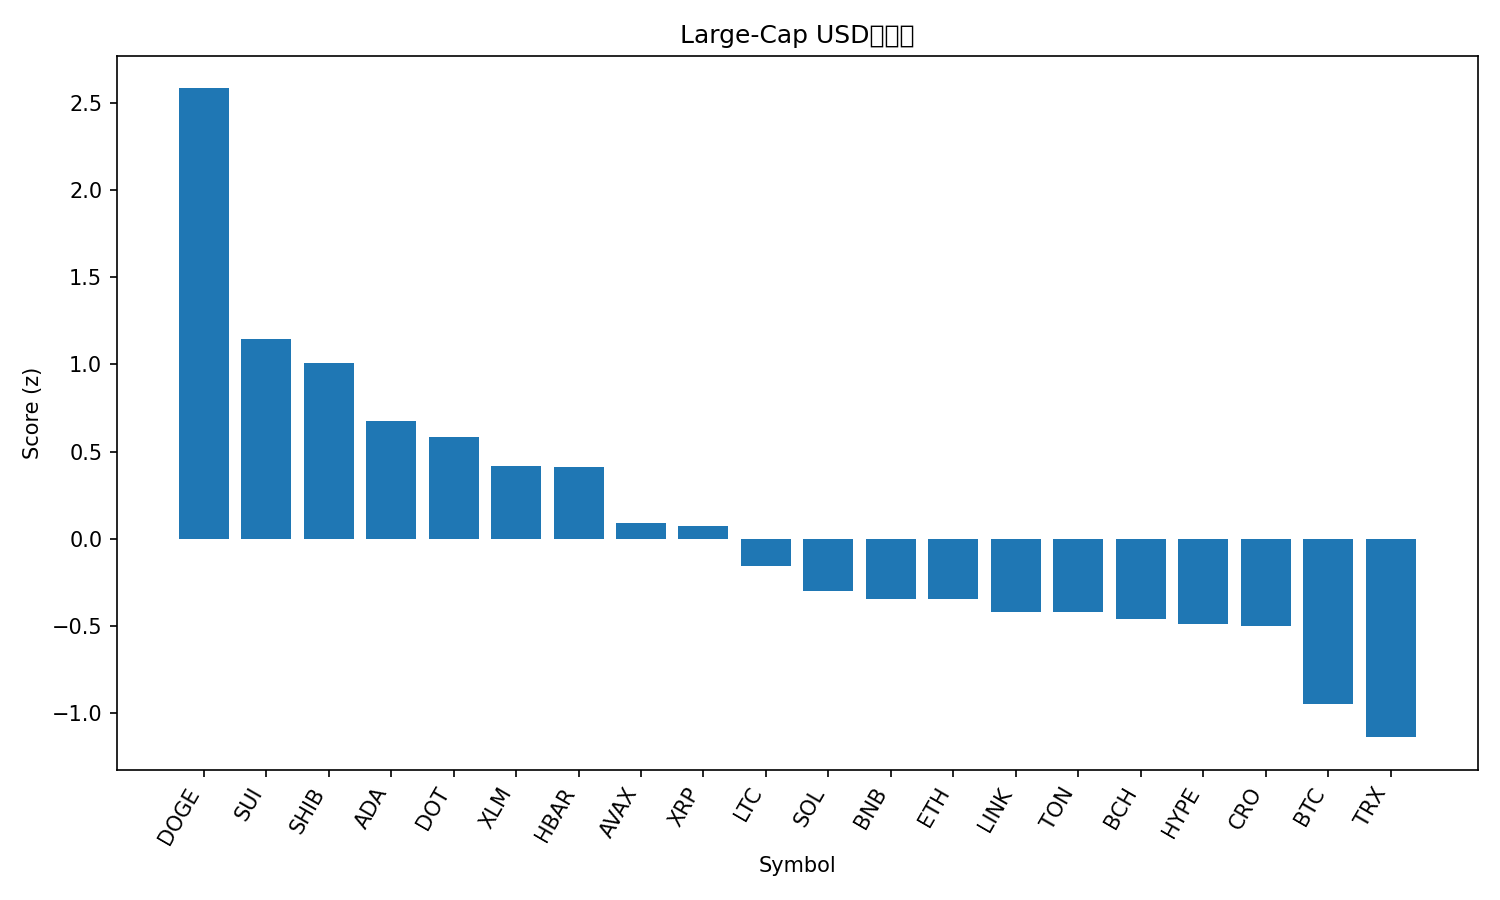 Large-Cap USD
2.5
2.0
1.5
1.0
0.5
0.0
−0.5
−1.0
Score (z)
DOGE SUI SHIB ADA DOT XLM HBAR AVAX XRP LTC SOL BNB ETH LINK TON BCH HYPE CRO BTC TRX
Symbol